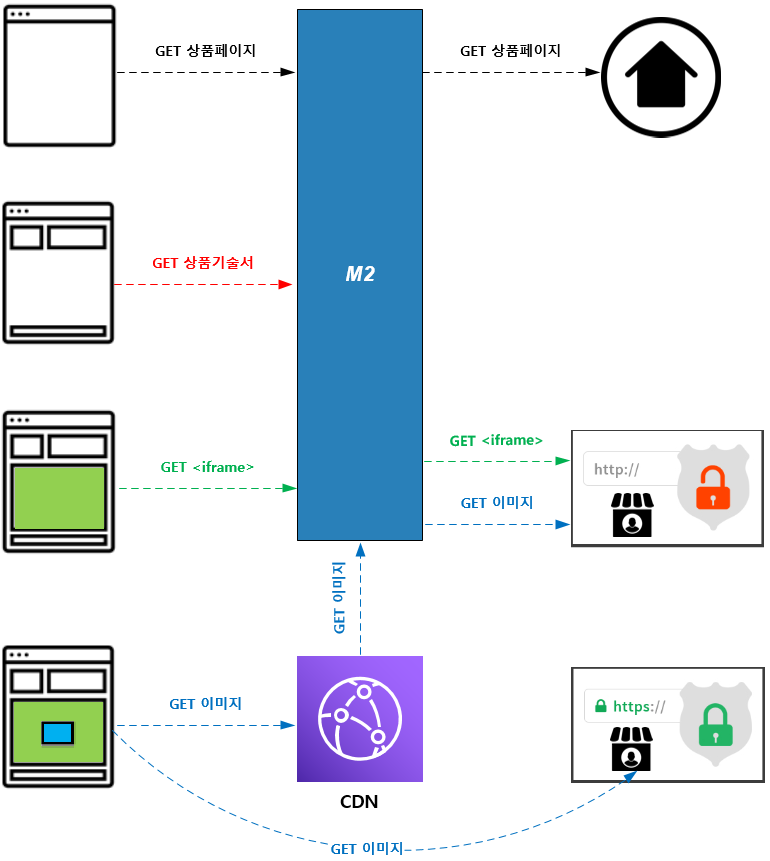 GET 상품페이지
GET 상품페이지
M2
GET 상품기술서
GET <iframe>
GET <iframe>
http://
GET 이미지
GET 이미지
GET 이미지
https://
CDN
GET 이미지